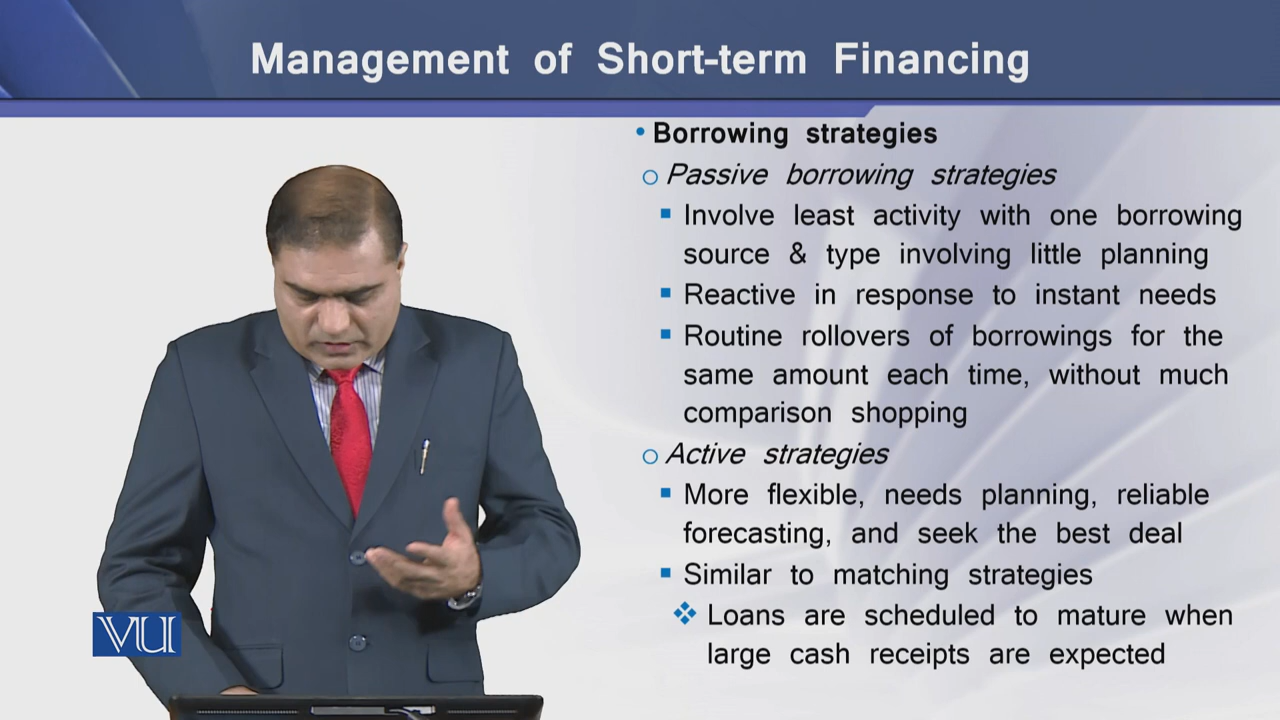 Management of Short-term Financing
• Borrowing strategies
o Passive borrowing strategies
▪ Involve least activity with one borrowing
source & type involving little planning
▪ Reactive in response to instant needs
▪ Routine rollovers of borrowings for the
same amount each time, without much
comparison shopping
o Active strategies
▪ More flexible, needs planning, reliable
forecasting, and seek the best deal
▪ Similar to matching strategies
❖ Loans are scheduled to mature when
large cash receipts are expected
VU